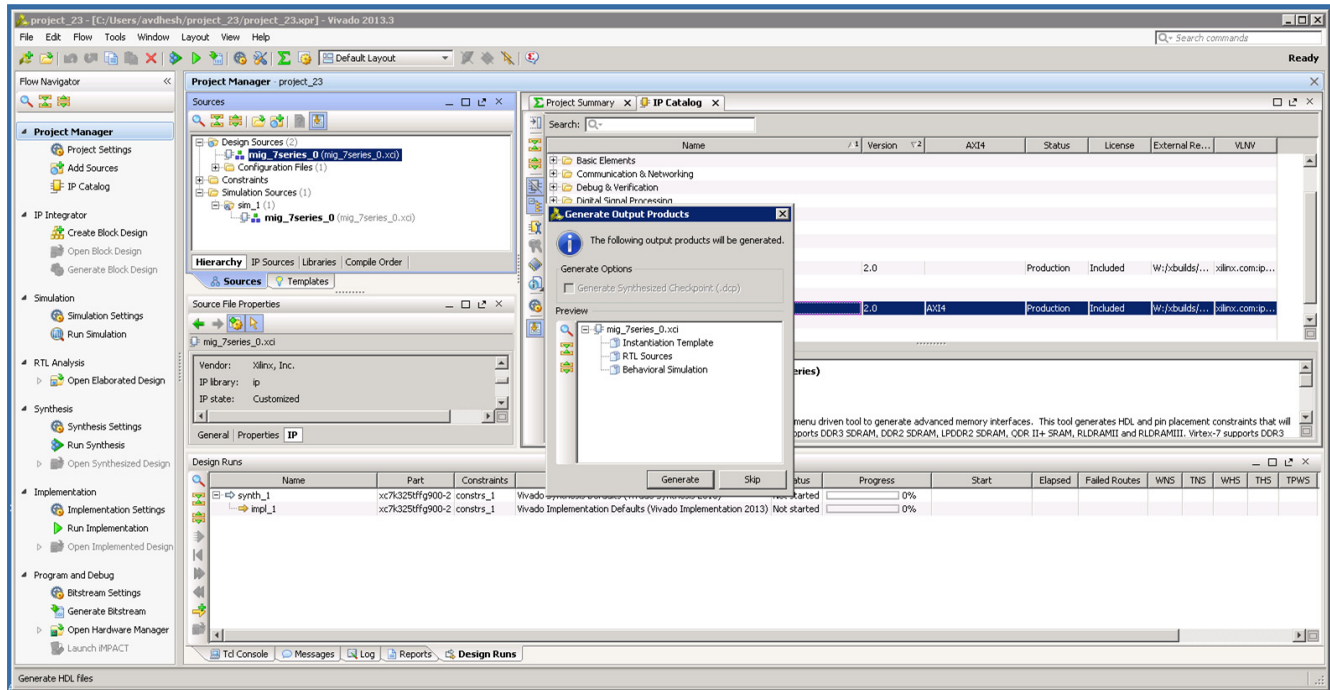 project_23 - [C:/Users/avdhesh/project_23/project_23.xpr] - Vivado 2013.3
File Edit Flow Tools Window Layout View Help
Search commands
Default Layout
Ready
Flow Navigator
Project Manager
Project Settings
Add Sources
IP Catalog
IP Integrator
Create Block Design
Open Block Design
Generate Block Design
Simulation
Simulation Settings
Run Simulation
RTL Analysis
Open Elaborated Design
Synthesis
Synthesis Settings
Run Synthesis
Open Synthesized Design
Implementation
Implementation Settings
Run Implementation
Open Implemented Design
Program and Debug
Bitstream Settings
Generate Bitstream
Open Hardware Manager
Launch iMPACT
Project Manager - project_23
Sources
Design Sources (2)
mig_7series_0 (mig_7series_0.xci)
Configuration Files (1)
Constraints
Simulation Sources (1)
sim_1 (1)
mig_7series_0 (mig_7series_0.xci)
Hierarchy IP Sources Libraries Compile Order
Sources Templates
Source File Properties
mig_7series_0.xci
Vendor: Xilinx, Inc.
IP library: ip
IP state: Customized
General Properties IP
Project Summary IP Catalog
Search:
Name 1 Version 2 AXI4 Status License External Re... VLNV
Basic Elements
Communication & Networking
Debug & Verification
Digital Signal Processing
2.0 Production Included W:/xbuilds/... xilinx.com:ip...
2.0 AXI4 Production Included W:/xbuilds/... xilinx.com:ip...
eries)
menu driven tool to generate advanced memory interfaces. This tool generates HDL and pin placement constraints that will
pports DDR3 SDRAM, DDR2 SDRAM, LPDDR2 SDRAM, QDR II+ SRAM, RLDRAMII and RLDRAMIII. Virtex-7 supports DDR3
Generate Output Products
The following output products will be generated.
Generate Options
Generate Synthesized Checkpoint (.dcp)
Preview
mig_7series_0.xci
Instantiation Template
RTL Sources
Behavioral Simulation
Generate Skip
Design Runs
Name Part Constraints atus Progress Start Elapsed Failed Routes WNS TNS WHS THS TPWS
synth_1 xc7k325tffg900-2 constrs_1 Vivado Synthesis Defaults (Vivado Synthesis 2013) Not started 0%
impl_1 xc7k325tffg900-2 constrs_1 Vivado Implementation Defaults (Vivado Implementation 2013) Not started 0%
Tcl Console Messages Log Reports Design Runs
Generate HDL files